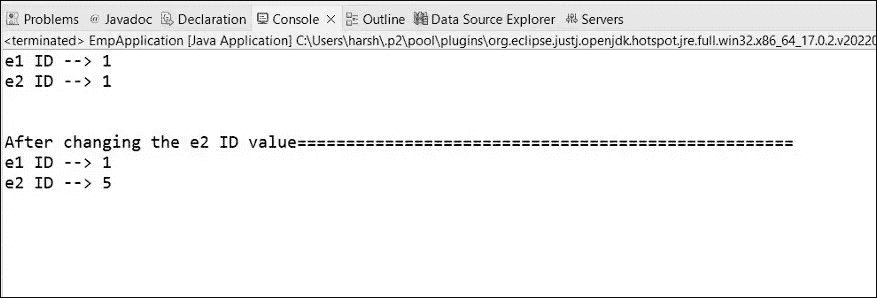 Problems @ Javadoc Declaration Console × Outline Data Source Explorer Servers
<terminated> EmpApplication [Java Application] C:\Users\harsh\.p2\pool\plugins\org.eclipse.justj.openjdk.hotspot.jre.full.win32.x86_64_17.0.2.v20220
e1 ID --> 1
e2 ID --> 1
After changing the e2 ID value===================================================
e1 ID --> 1
e2 ID --> 5